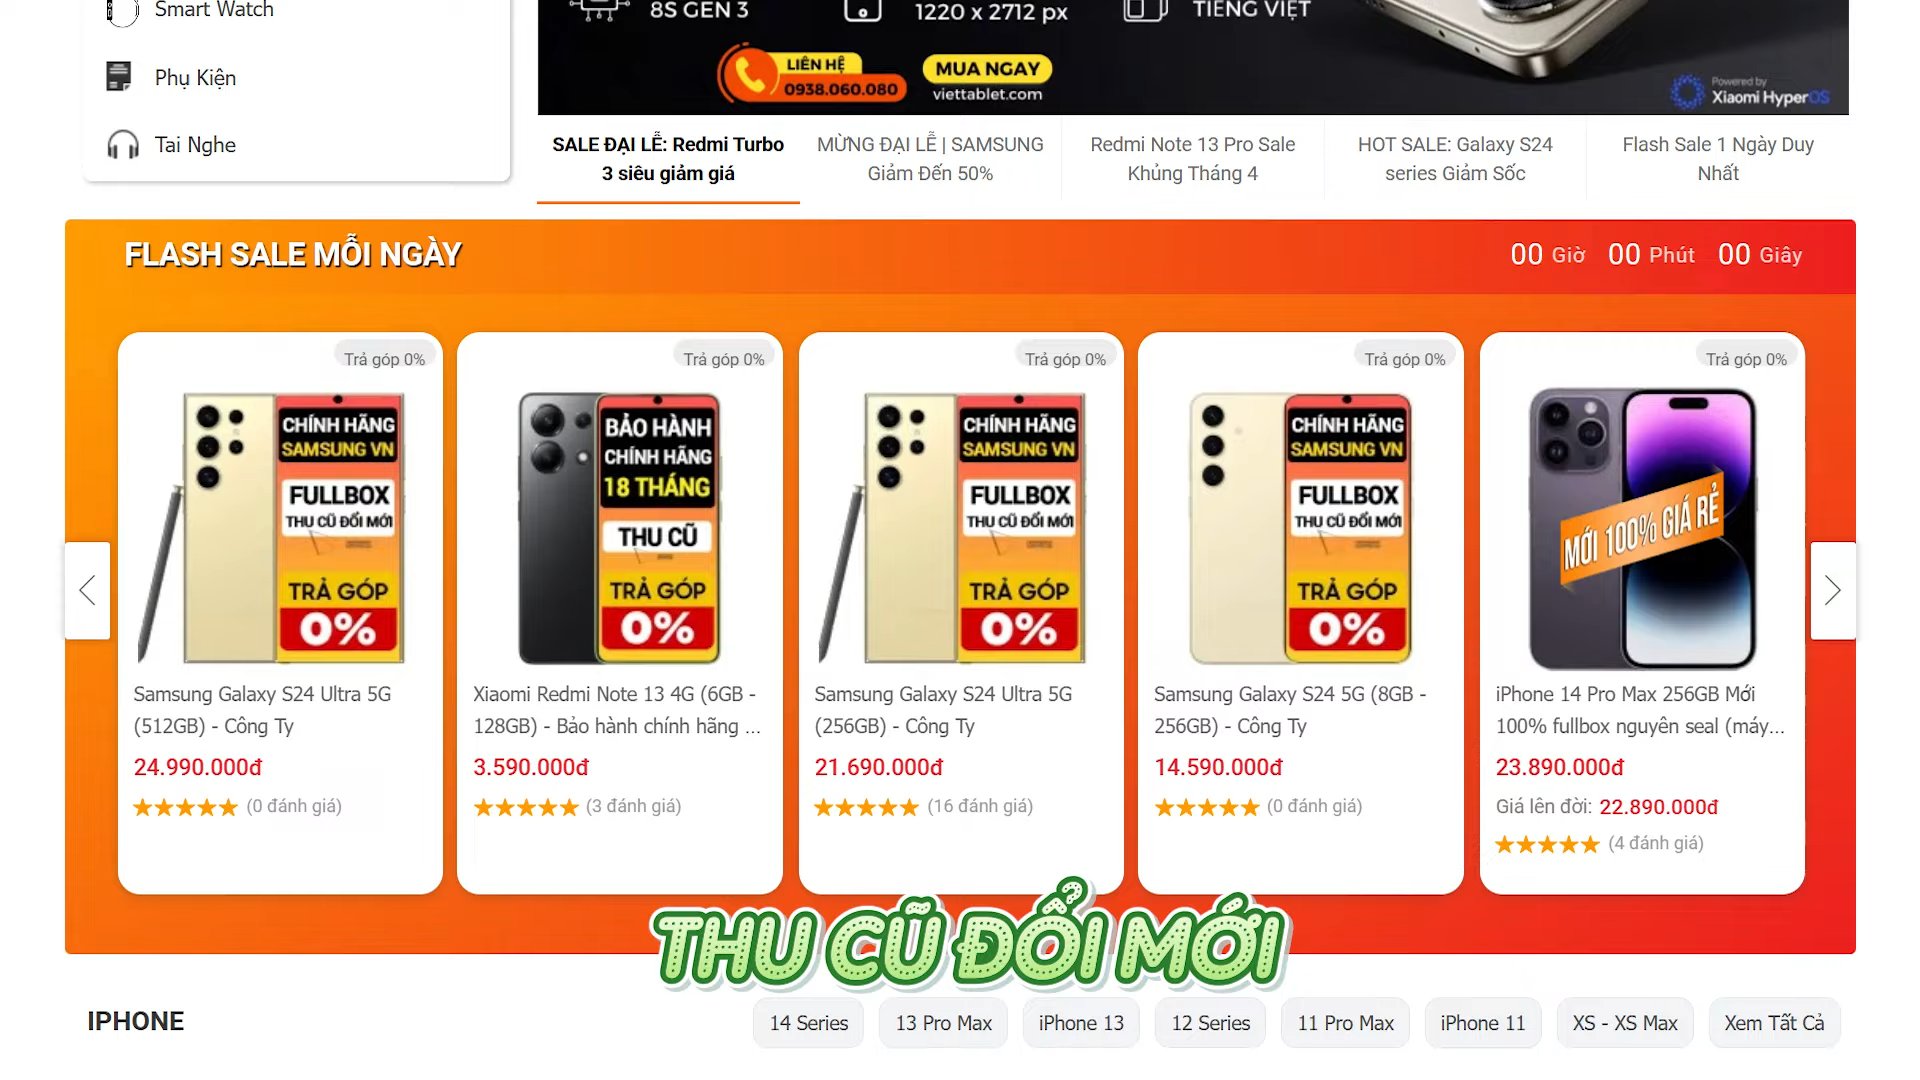 Smart Watch
Phụ Kiện
Tai Nghe
8S GEN 3
1220 x 2712 px
TIẾNG VIỆT
LIÊN HỆ
0938.060.080
MUA NGAY
viettablet.com
Powered by
Xiaomi HyperOS
SALE ĐẠI LỄ: Redmi Turbo
3 siêu giảm giá
MỪNG ĐẠI LỄ | SAMSUNG
Giảm Đến 50%
Redmi Note 13 Pro Sale
Khủng Tháng 4
HOT SALE: Galaxy S24
series Giảm Sốc
Flash Sale 1 Ngày Duy
Nhất
FLASH SALE MỖI NGÀY
00 Giờ 00 Phút 00 Giây
Trả góp 0%
CHÍNH HÃNG
SAMSUNG VN
FULLBOX
THU CŨ ĐỔI MỚI
TRẢ GÓP
0%
Samsung Galaxy S24 Ultra 5G
(512GB) - Công Ty
24.990.000đ
(0 đánh giá)
Trả góp 0%
BẢO HÀNH
CHÍNH HÃNG
18 THÁNG
THU CŨ
TRẢ GÓP
0%
Xiaomi Redmi Note 13 4G (6GB -
128GB) - Bảo hành chính hãng ...
3.590.000đ
(3 đánh giá)
Trả góp 0%
CHÍNH HÃNG
SAMSUNG VN
FULLBOX
THU CŨ ĐỔI MỚI
TRẢ GÓP
0%
Samsung Galaxy S24 Ultra 5G
(256GB) - Công Ty
21.690.000đ
(16 đánh giá)
Trả góp 0%
CHÍNH HÃNG
SAMSUNG VN
FULLBOX
THU CŨ ĐỔI MỚI
TRẢ GÓP
0%
Samsung Galaxy S24 5G (8GB -
256GB) - Công Ty
14.590.000đ
(0 đánh giá)
Trả góp 0%
MỚI 100% GIÁ RẺ
iPhone 14 Pro Max 256GB Mới
100% fullbox nguyên seal (máy...
23.890.000đ
Giá lên đời: 22.890.000đ
(4 đánh giá)
THU CŨ ĐỔI MỚI
IPHONE
14 Series
13 Pro Max
iPhone 13
12 Series
11 Pro Max
iPhone 11
XS - XS Max
Xem Tất Cả